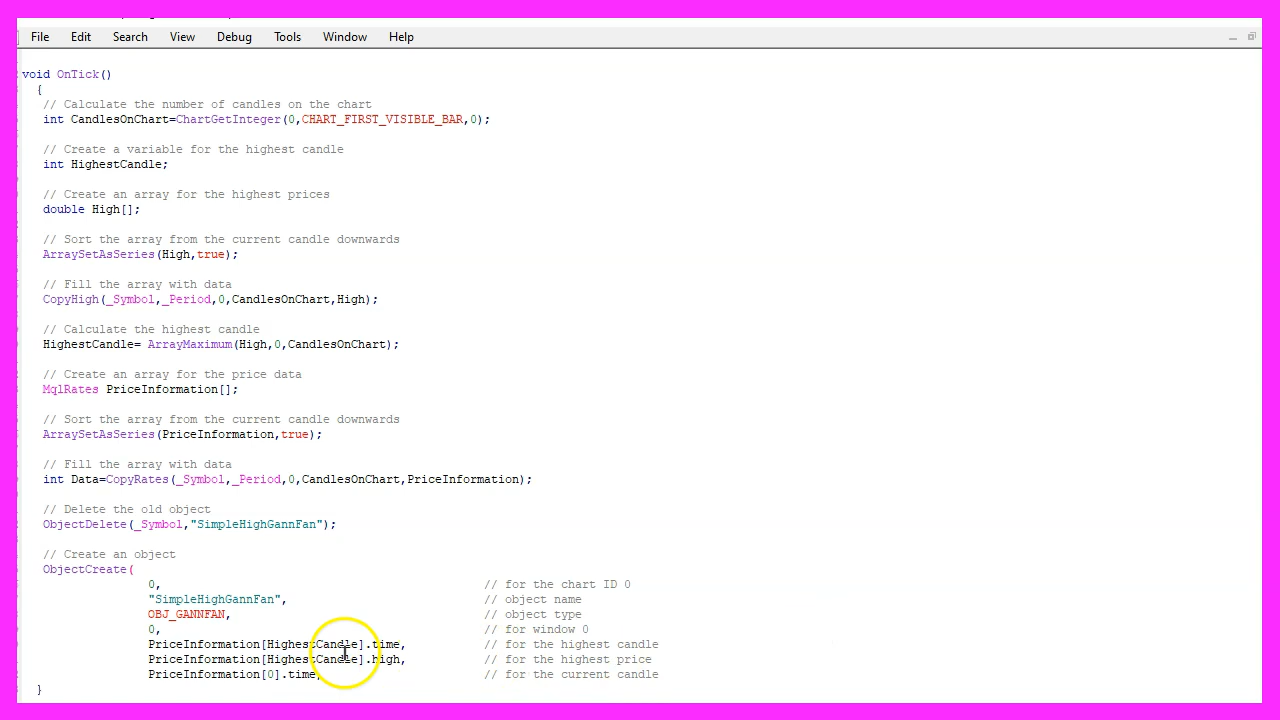 File Edit Search View Debug Tools Window Help
void OnTick()
{
// Calculate the number of candles on the chart
int CandlesOnChart=ChartGetInteger(0,CHART_FIRST_VISIBLE_BAR,0);
// Create a variable for the highest candle
int HighestCandle;
// Create an array for the highest prices
double High[];
// Sort the array from the current candle downwards
ArraySetAsSeries(High,true);
// Fill the array with data
CopyHigh(_Symbol,_Period,0,CandlesOnChart,High);
// Calculate the highest candle
HighestCandle= ArrayMaximum(High,0,CandlesOnChart);
// Create an array for the price data
MqlRates PriceInformation[];
// Sort the array from the current candle downwards
ArraySetAsSeries(PriceInformation,true);
// Fill the array with data
int Data=CopyRates(_Symbol,_Period,0,CandlesOnChart,PriceInformation);
// Delete the old object
ObjectDelete(_Symbol,"SimpleHighGannFan");
// Create an object
ObjectCreate(
0, // for the chart ID 0
"SimpleHighGannFan", // object name
OBJ_GANNFAN, // object type
0, // for window 0
PriceInformation[HighestCandle].time, // for the highest candle
PriceInformation[HighestCandle].high, // for the highest price
PriceInformation[0].time, // for the current candle
}